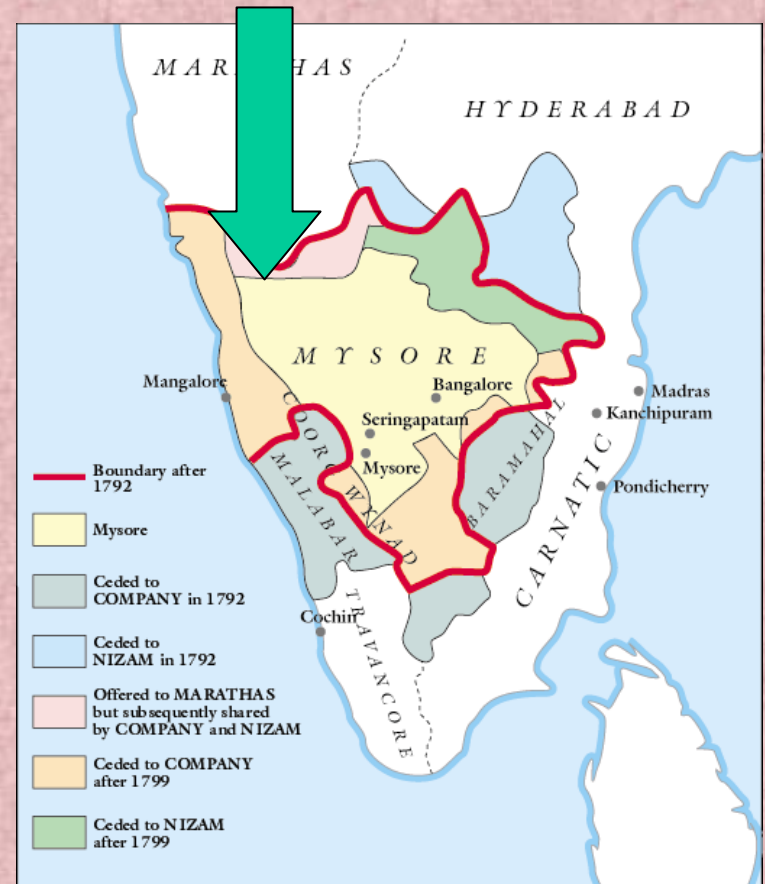 MARATHAS
HYDERABAD
MYSORE
Mangalore
Bangalore
Madras
Kanchipuram
COORG
Seringapatam
Mysore
BARAMAHAL
Pondicherry
MALABAR
WYNAD
CARNATIC
Cochin
TRAVANCORE
Boundary after
1792
Mysore
Ceded to
COMPANY in 1792
Ceded to
NIZAM in 1792
Offered to MARATHAS
but subsequently shared
by COMPANY and NIZAM
Ceded to COMPANY
after 1799
Ceded to NIZAM
after 1799